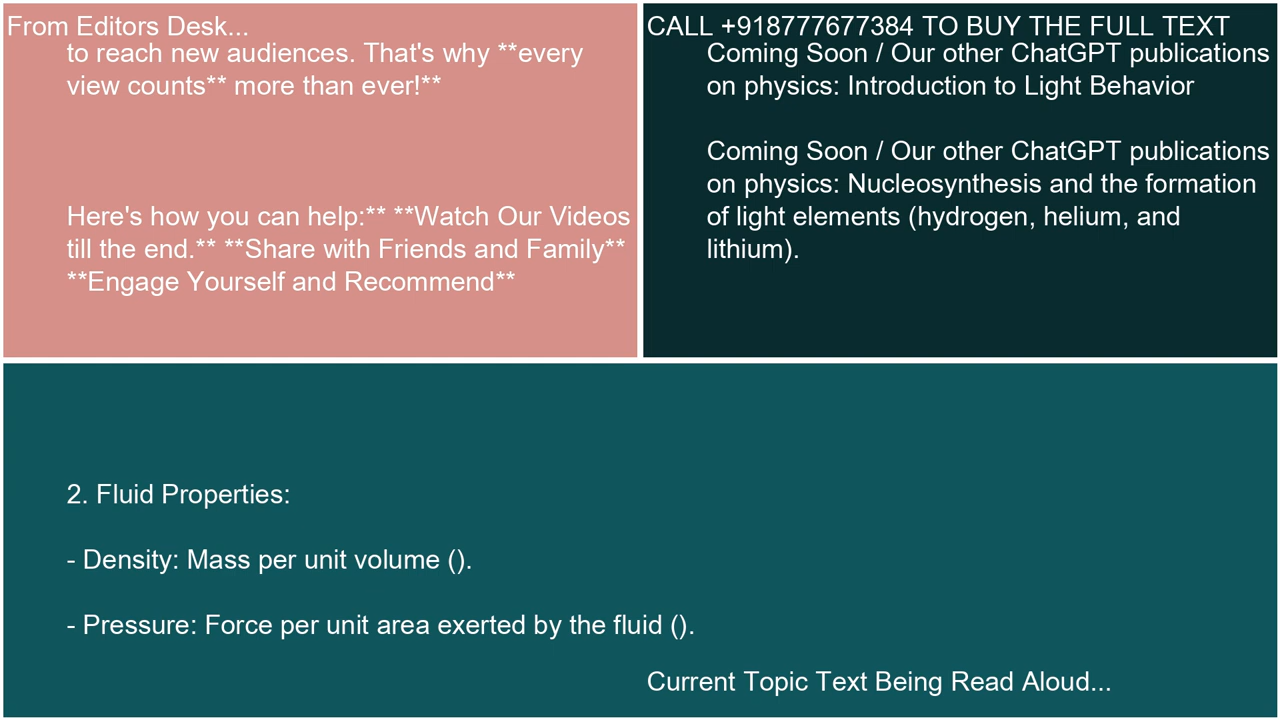 From Editors Desk...
to reach new audiences. That's why **every
view counts** more than ever!**
Here's how you can help:** **Watch Our Videos
till the end.** **Share with Friends and Family**
**Engage Yourself and Recommend**
CALL +918777677384 TO BUY THE FULL TEXT
Coming Soon / Our other ChatGPT publications
on physics: Introduction to Light Behavior
Coming Soon / Our other ChatGPT publications
on physics: Nucleosynthesis and the formation
of light elements (hydrogen, helium, and
lithium).
2. Fluid Properties:
- Density: Mass per unit volume ().
- Pressure: Force per unit area exerted by the fluid ().
Current Topic Text Being Read Aloud...